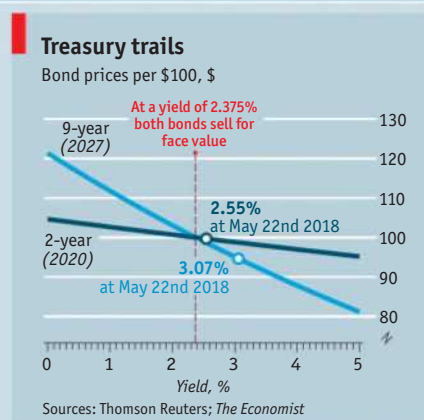 Treasury trails
Bond prices per $100, $
At a yield of 2.375%
both bonds sell for
face value
9-year
(2027)
2-year
(2020)
2.55%
at May 22nd 2018
3.07%
at May 22nd 2018
130
120
110
100
90
80
0 1 2 3 4 5
Yield, %
Sources: Thomson Reuters; The Economist